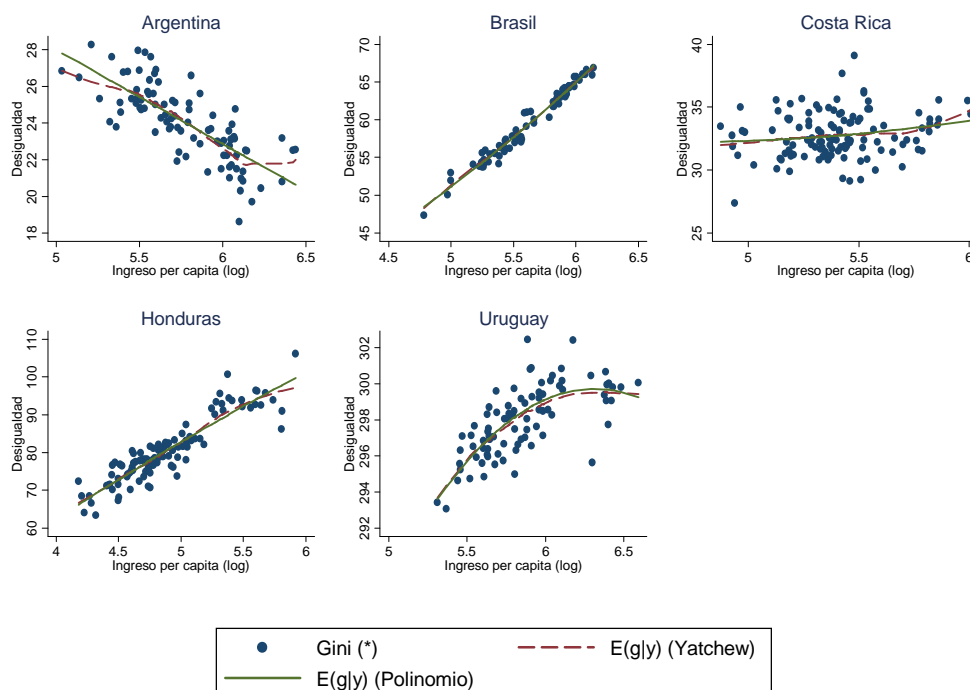 Argentina
Brasil
Costa Rica
Desigualdad
28
26
24
22
20
18
5
5.5
6
6.5
Ingreso per capita (log)
Desigualdad
70
65
60
55
50
45
4.5
5
5.5
6
Ingreso per capita (log)
Desigualdad
40
35
30
25
5
5.5
6
Ingreso per capita (log)
Honduras
Uruguay
Desigualdad
110
100
90
80
70
60
4
4.5
5
5.5
6
Ingreso per capita (log)
Desigualdad
302
300
298
296
294
292
5
5.5
6
6.5
Ingreso per capita (log)
Gini (*)
E(g|y) (Yatchew)
E(g|y) (Polinomio)